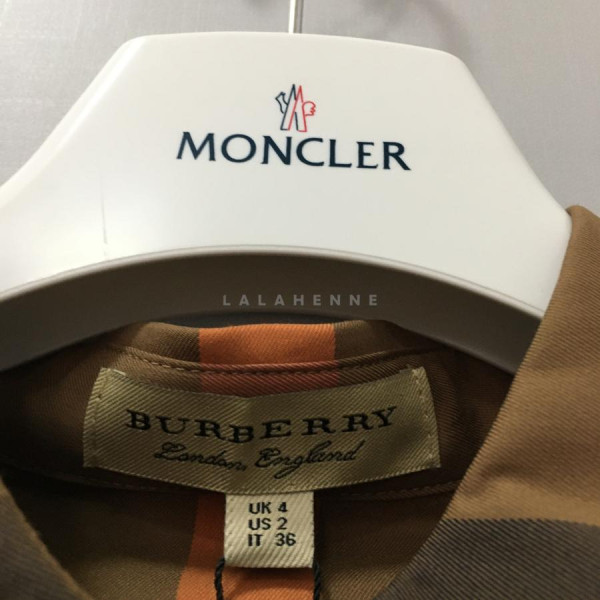 MONCLER
LALAHENNE
BURBERRY
London, England
UK 4
US 2
IT 36